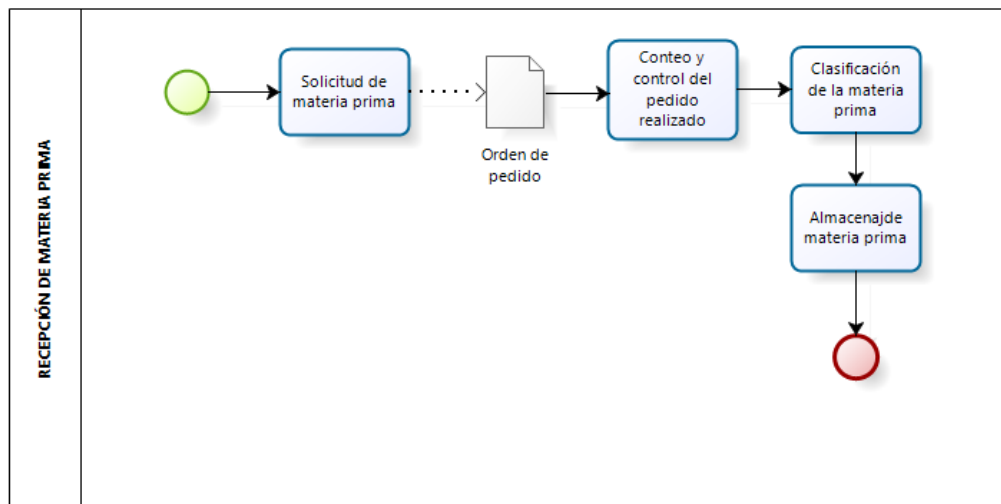 RECEPCIÓN DE MATERIA PRIMA
Solicitud de
materia prima
Orden de
pedido
Conteo y
control del
pedido
realizado
Clasificación
de la materia
prima
Almacenajde
materia prima